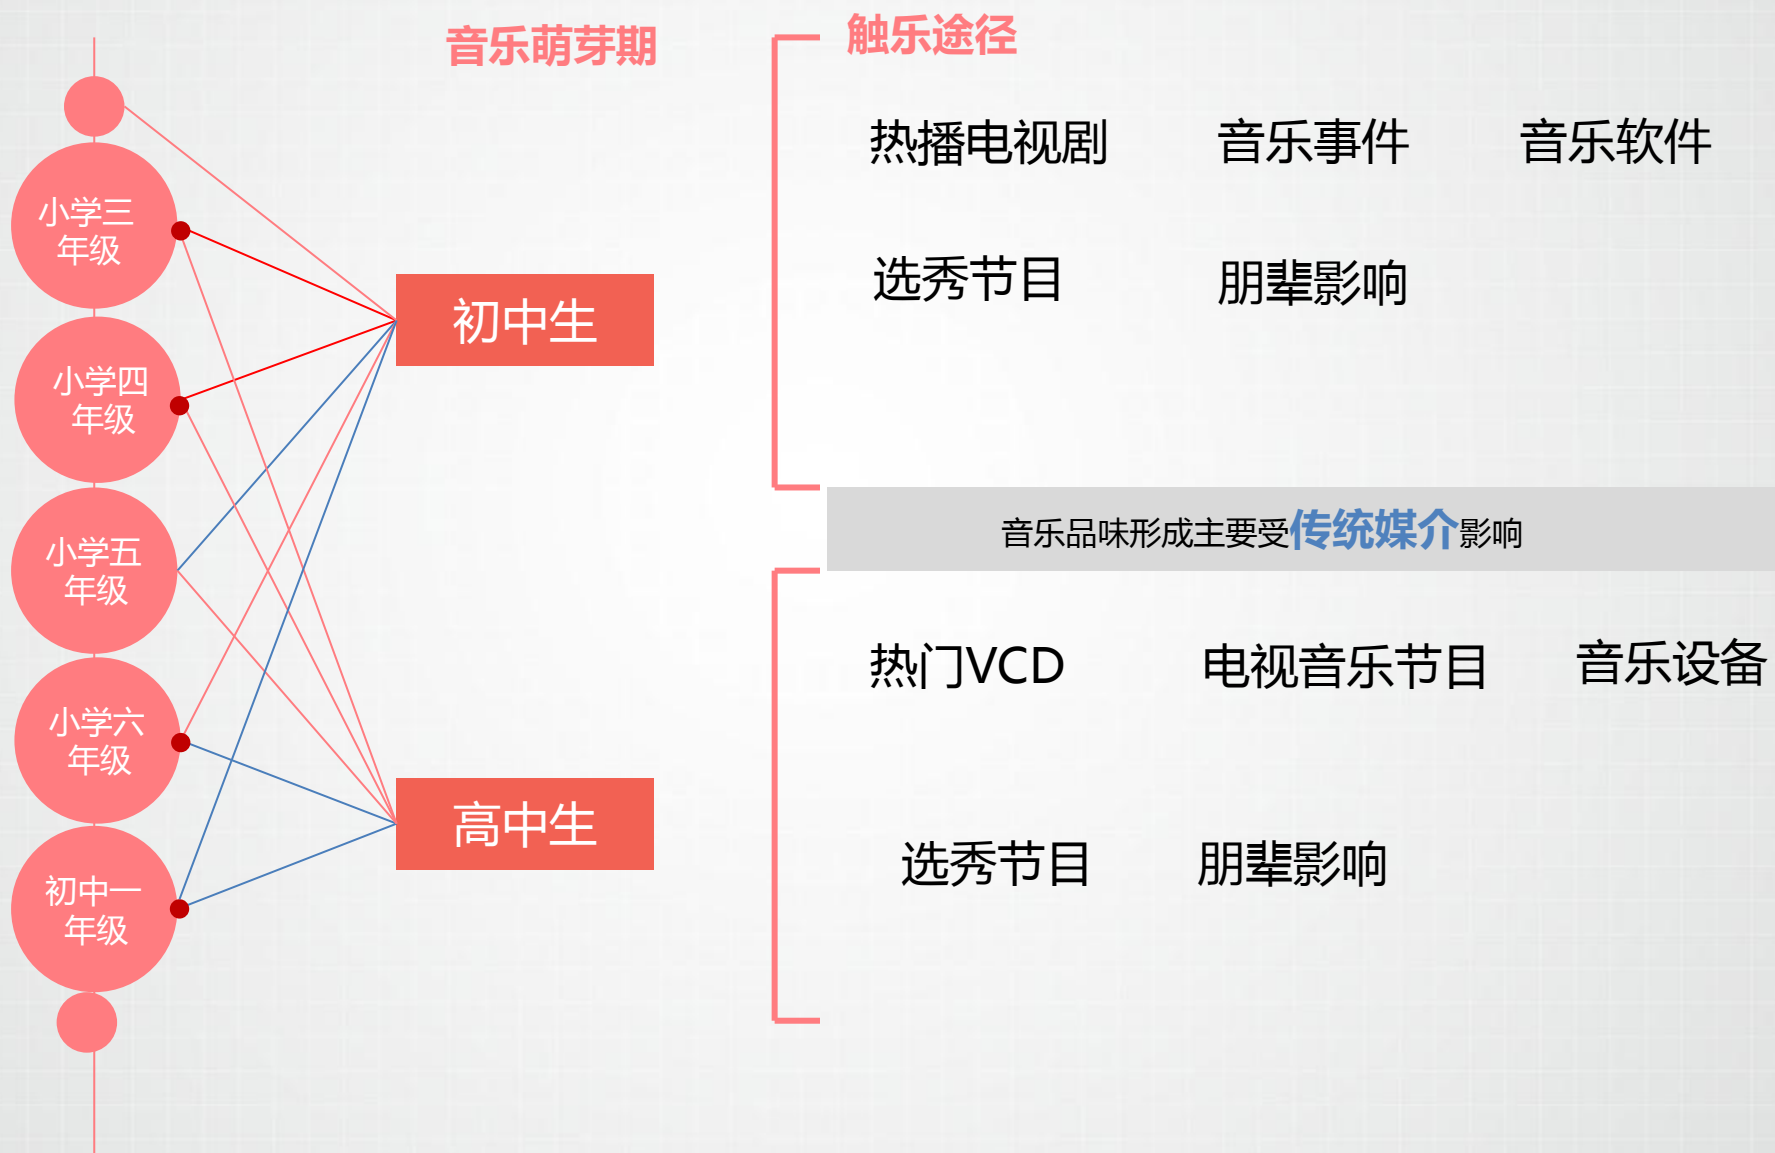 音乐萌芽期
触乐途径
小学三
年级
小学四
年级
小学五
年级
小学六
年级
初中一
年级
初中生
高中生
热播电视剧
音乐事件
音乐软件
选秀节目
朋辈影响
音乐品味形成主要受传统媒介影响
热门VCD
电视音乐节目
音乐设备
选秀节目
朋辈影响